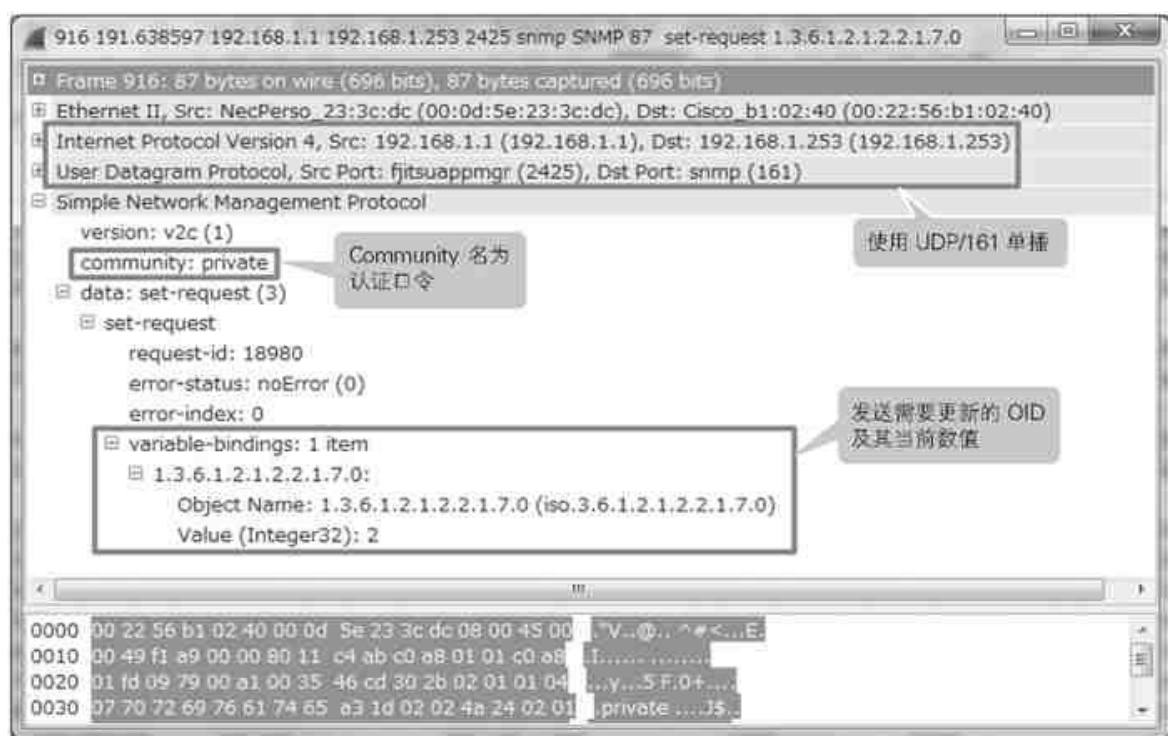 916 191.638597 192.168.1.1 192.168.1.253 2425 snmp SNMP 87 set-request 1.3.6.1.2.1.2.2.1.7.0
Frame 916: 87 bytes on wire (696 bits), 87 bytes captured (696 bits)
Ethernet II, Src: NecPerso_23:3c:dc (00:0d:5e:23:3c:dc), Dst: Cisco_b1:02:40 (00:22:56:b1:02:40)
Internet Protocol Version 4, Src: 192.168.1.1 (192.168.1.1), Dst: 192.168.1.253 (192.168.1.253)
User Datagram Protocol, Src Port: fjitsuappmgr (2425), Dst Port: snmp (161)
Simple Network Management Protocol
version: v2c (1)
使用 UDP/161 单播
community: private
Community 名为
认证口令
data: set-request (3)
set-request
request-id: 18980
error-status: noError (0)
error-index: 0
发送需要更新的 OID
及其当前数值
variable-bindings: 1 item
1.3.6.1.2.1.2.2.1.7.0:
Object Name: 1.3.6.1.2.1.2.2.1.7.0 (iso.3.6.1.2.1.2.2.1.7.0)
Value (Integer32): 2
0000 00 22 56 b1 02 40 00 0d 5e 23 3c dc 08 00 45 00 ."V..@.. ^#<...E.
0010 00 49 f1 a9 00 00 80 11 c4 ab c0 a8 01 01 c0 a8 .I...... ........
0020 01 fd 09 79 00 a1 00 35 46 cd 30 2b 02 01 01 04 ...y...5 F.0+....
0030 07 70 72 69 76 61 74 65 a3 1d 02 02 4a 24 02 01 .private ....J$..